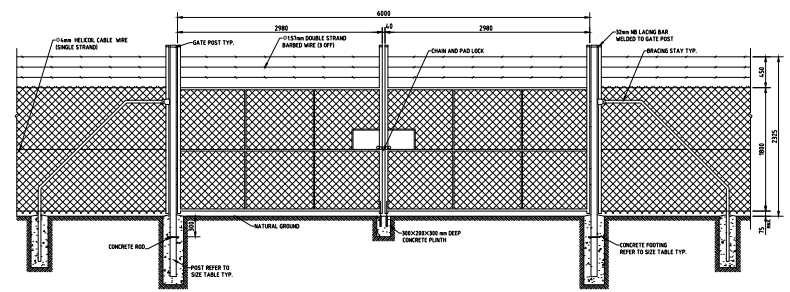 6000
2980
40
2980
Ø4mm HELICOIL CABLE WIRE
(SINGLE STRAND)
GATE POST TYP.
Ø1.57mm DOUBLE STRAND
BARBED WIRE (3 OFF)
CHAIN AND PAD LOCK
32mm NB LACING BAR
WELDED TO GATE POST
BRACING STAY TYP.
450
1800
2325
75
MAX
300
NATURAL GROUND
CONCRETE ROD
POST REFER TO
SIZE TABLE TYP.
300X200X300 mm DEEP
CONCRETE PLINTH
CONCRETE FOOTING
REFER TO SIZE TABLE TYP.